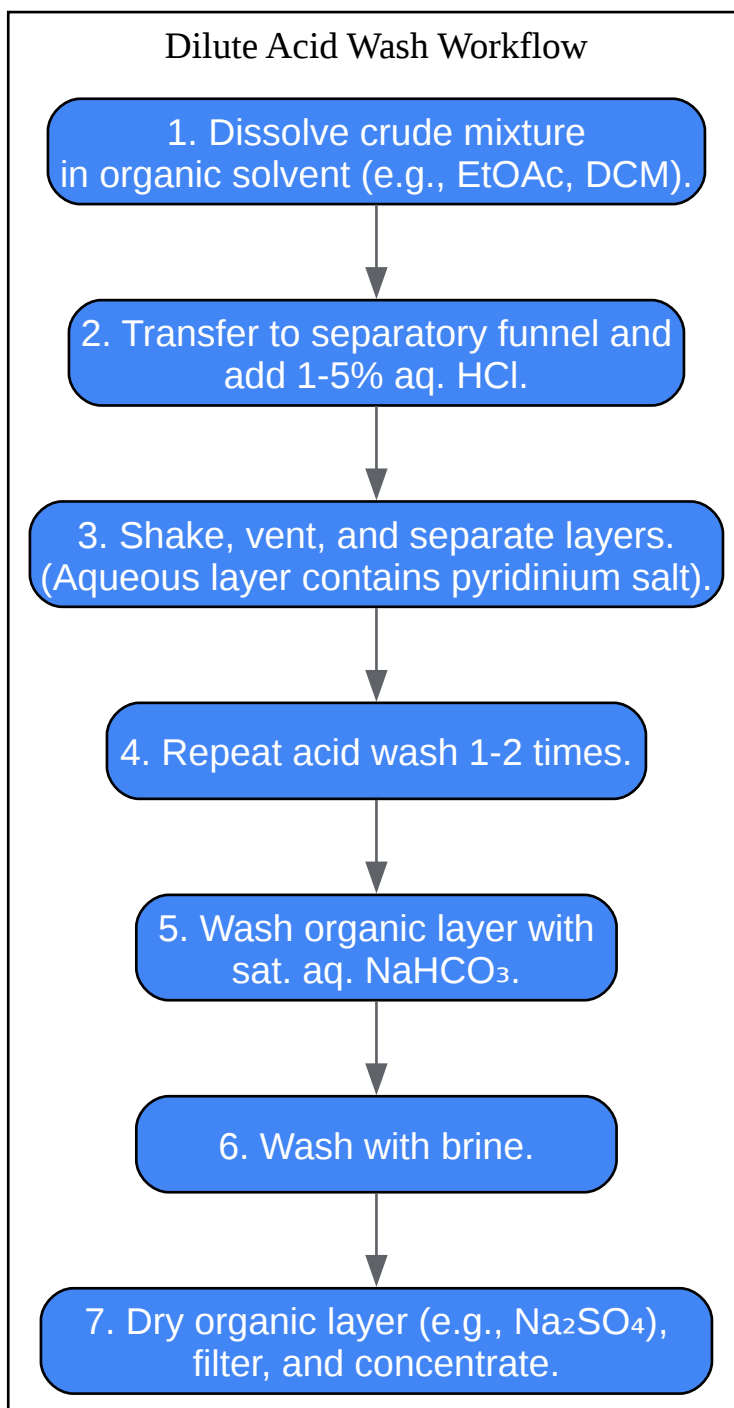 Dilute Acid Wash Workflow
1. Dissolve crude mixture
in organic solvent (e.g., EtOAc, DCM).
2. Transfer to separatory funnel and
add 1-5% aq. HCl.
3. Shake, vent, and separate layers.
(Aqueous layer contains pyridinium salt).
4. Repeat acid wash 1-2 times.
5. Wash organic layer with
sat. aq. NaHCO₃.
6. Wash with brine.
7. Dry organic layer (e.g., Na₂SO₄),
filter, and concentrate.